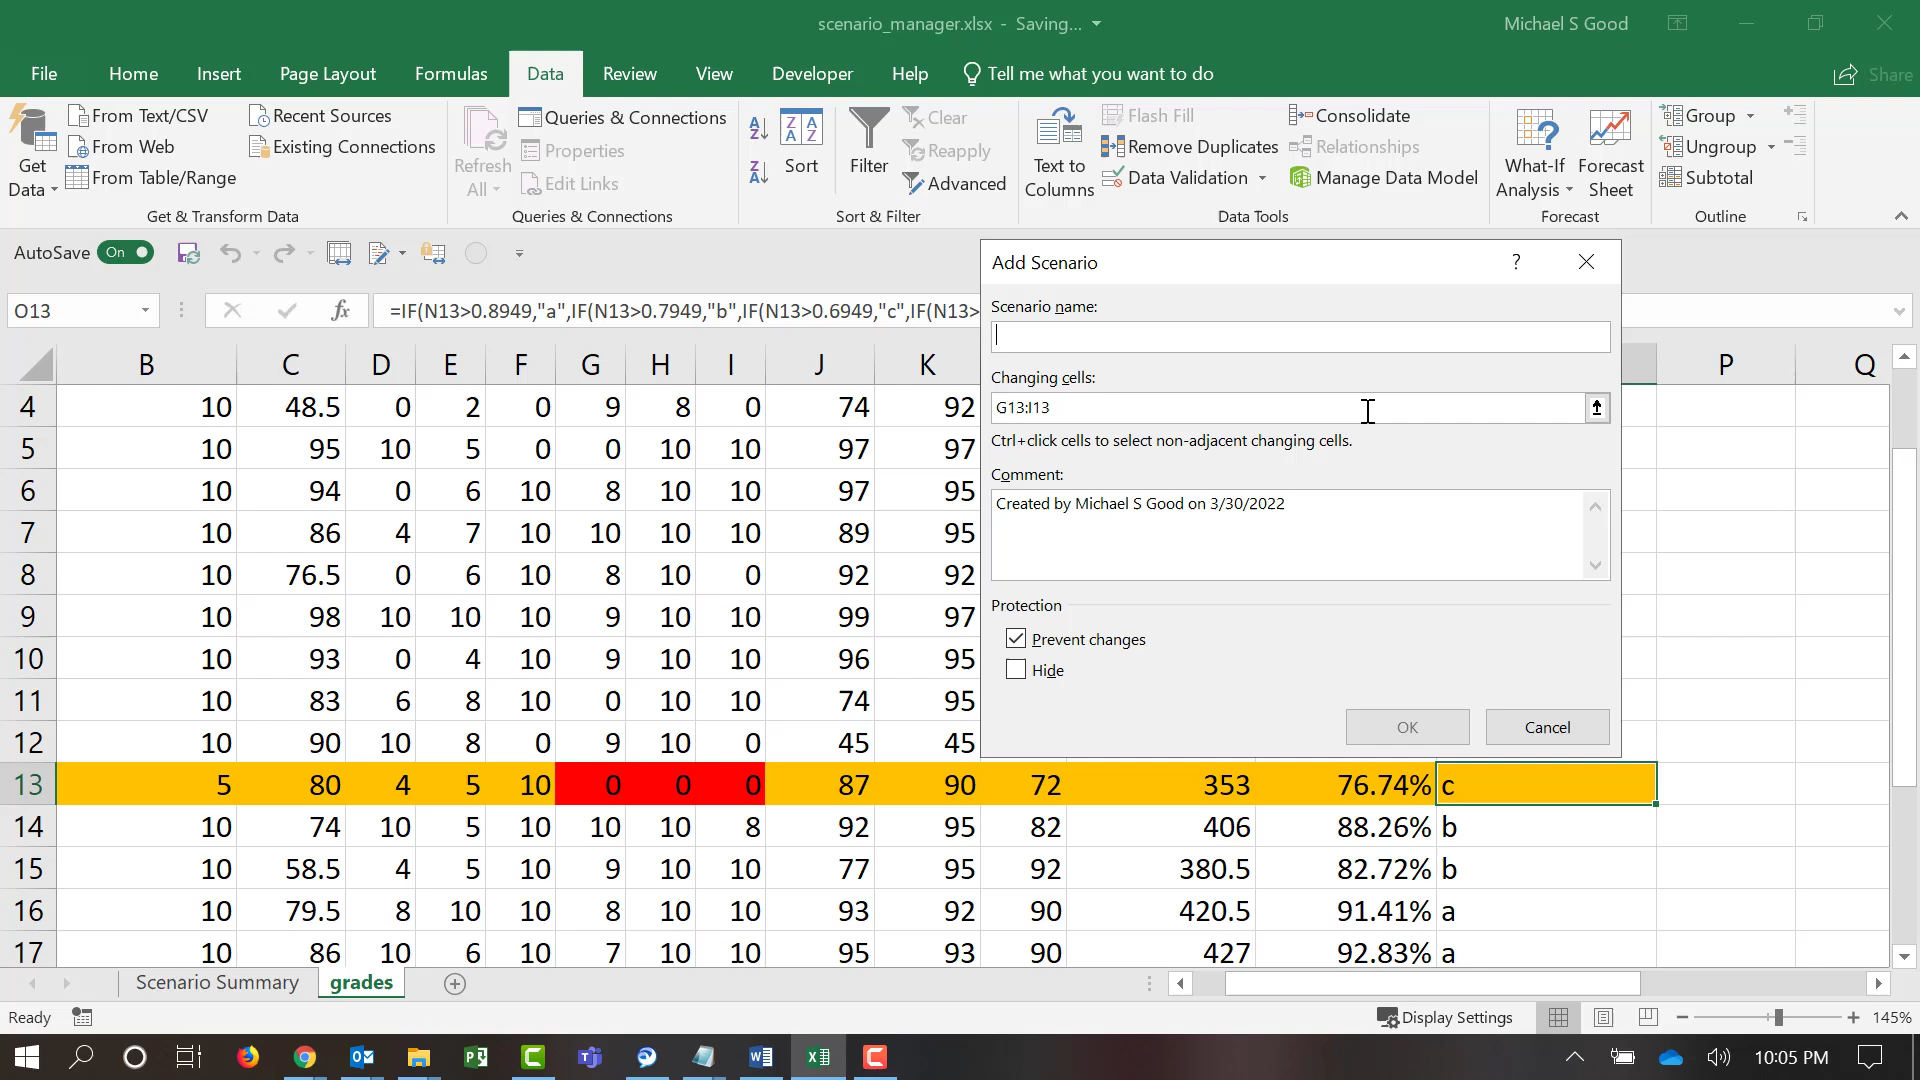 scenario_manager.xlsx - Saving...
Michael S Good
File Home Insert Page Layout Formulas Data Review View Developer Help Tell me what you want to do Share
Get Data
From Text/CSV
From Web
From Table/Range
Recent Sources
Existing Connections
Get & Transform Data
Refresh All
Queries & Connections
Properties
Edit Links
Queries & Connections
Sort
Filter
Clear
Reapply
Advanced
Sort & Filter
Text to Columns
Flash Fill
Remove Duplicates
Data Validation
Consolidate
Relationships
Manage Data Model
Data Tools
What-If Analysis
Forecast Sheet
Forecast
Group
Ungroup
Subtotal
Outline
AutoSave On
O13 fx =IF(N13>0.8949,"a",IF(N13>0.7949,"b",IF(N13>0.6949,"c",IF(N13>
Add Scenario ?
Scenario name:
Changing cells:
G13:I13
Ctrl+click cells to select non-adjacent changing cells.
Comment:
Created by Michael S Good on 3/30/2022
Protection
Prevent changes
Hide
OK Cancel
B C D E F G H I J K P Q
4 10 48.5 0 2 0 9 8 0 74 92
5 10 95 10 5 0 0 10 10 97 97
6 10 94 0 6 10 8 10 10 97 95
7 10 86 4 7 10 10 10 10 89 95
8 10 76.5 0 6 10 8 10 0 92 92
9 10 98 10 10 10 9 10 10 99 97
10 10 93 0 4 10 9 10 10 96 95
11 10 83 6 8 10 0 10 10 74 95
12 10 90 10 8 0 9 10 0 45 45
13 5 80 4 5 10 0 0 0 87 90 72 353 76.74% c
14 10 74 10 5 10 10 10 8 92 95 82 406 88.26% b
15 10 58.5 4 5 10 9 10 10 77 95 92 380.5 82.72% b
16 10 79.5 8 10 10 8 10 10 93 92 90 420.5 91.41% a
17 10 86 10 6 10 7 10 10 95 93 90 427 92.83% a
Scenario Summary grades
Ready Display Settings 145%
10:05 PM